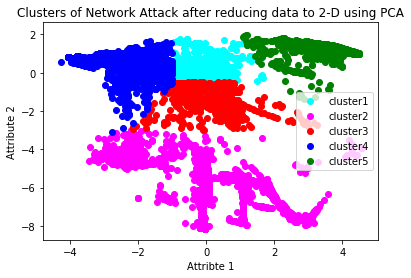 Clusters of Network Attack after reducing data to 2-D using PCA
2
0
−2
−4
−6
−8
Attribute 2
cluster1
cluster2
cluster3
cluster4
cluster5
−4
−2
0
2
4
Attribte 1